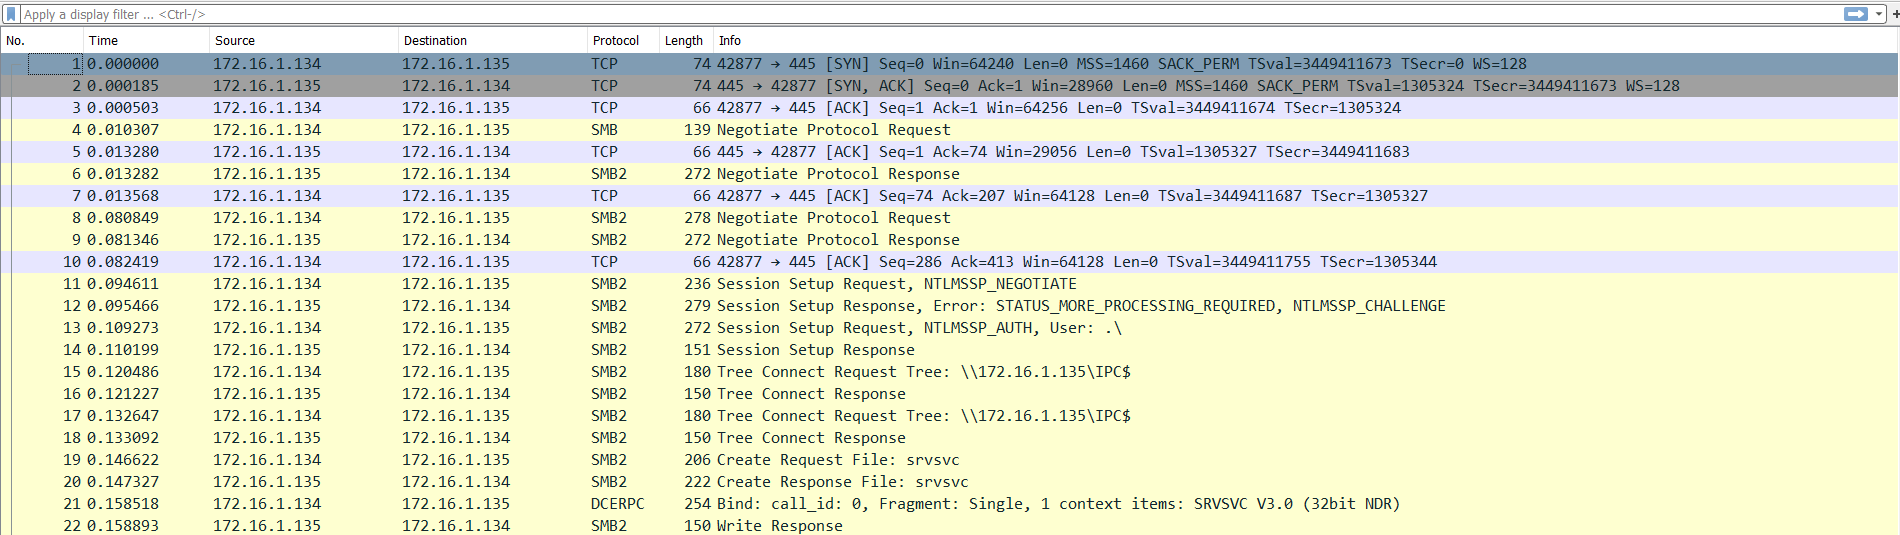 Apply a display filter ... <Ctrl-/>
No. Time Source Destination Protocol Length Info
1 0.000000 172.16.1.134 172.16.1.135 TCP 74 42877 → 445 [SYN] Seq=0 Win=64240 Len=0 MSS=1460 SACK_PERM TSval=3449411673 TSecr=0 WS=128
2 0.000185 172.16.1.135 172.16.1.134 TCP 74 445 → 42877 [SYN, ACK] Seq=0 Ack=1 Win=28960 Len=0 MSS=1460 SACK_PERM TSval=1305324 TSecr=3449411673 WS=128
3 0.000503 172.16.1.134 172.16.1.135 TCP 66 42877 → 445 [ACK] Seq=1 Ack=1 Win=64256 Len=0 TSval=3449411674 TSecr=1305324
4 0.010307 172.16.1.134 172.16.1.135 SMB 139 Negotiate Protocol Request
5 0.013280 172.16.1.135 172.16.1.134 TCP 66 445 → 42877 [ACK] Seq=1 Ack=74 Win=29056 Len=0 TSval=1305327 TSecr=3449411683
6 0.013282 172.16.1.135 172.16.1.134 SMB2 272 Negotiate Protocol Response
7 0.013568 172.16.1.134 172.16.1.135 TCP 66 42877 → 445 [ACK] Seq=74 Ack=207 Win=64128 Len=0 TSval=3449411687 TSecr=1305327
8 0.080849 172.16.1.134 172.16.1.135 SMB2 278 Negotiate Protocol Request
9 0.081346 172.16.1.135 172.16.1.134 SMB2 272 Negotiate Protocol Response
10 0.082419 172.16.1.134 172.16.1.135 TCP 66 42877 → 445 [ACK] Seq=286 Ack=413 Win=64128 Len=0 TSval=3449411755 TSecr=1305344
11 0.094611 172.16.1.134 172.16.1.135 SMB2 236 Session Setup Request, NTLMSSP_NEGOTIATE
12 0.095466 172.16.1.135 172.16.1.134 SMB2 279 Session Setup Response, Error: STATUS_MORE_PROCESSING_REQUIRED, NTLMSSP_CHALLENGE
13 0.109273 172.16.1.134 172.16.1.135 SMB2 272 Session Setup Request, NTLMSSP_AUTH, User: .\
14 0.110199 172.16.1.135 172.16.1.134 SMB2 151 Session Setup Response
15 0.120486 172.16.1.134 172.16.1.135 SMB2 180 Tree Connect Request Tree: \\172.16.1.135\IPC$
16 0.121227 172.16.1.135 172.16.1.134 SMB2 150 Tree Connect Response
17 0.132647 172.16.1.134 172.16.1.135 SMB2 180 Tree Connect Request Tree: \\172.16.1.135\IPC$
18 0.133092 172.16.1.135 172.16.1.134 SMB2 150 Tree Connect Response
19 0.146622 172.16.1.134 172.16.1.135 SMB2 206 Create Request File: srvsvc
20 0.147327 172.16.1.135 172.16.1.134 SMB2 222 Create Response File: srvsvc
21 0.158518 172.16.1.134 172.16.1.135 DCERPC 254 Bind: call_id: 0, Fragment: Single, 1 context items: SRVSVC V3.0 (32bit NDR)
22 0.158893 172.16.1.135 172.16.1.134 SMB2 150 Write Response